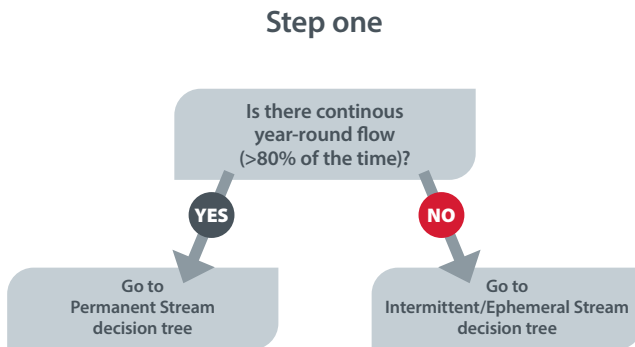 Step one
Is there continous
year-round flow
(>80% of the time)?
YES
NO
Go to
Permanent Stream
decision tree
Go to
Intermittent/Ephemeral Stream
decision tree